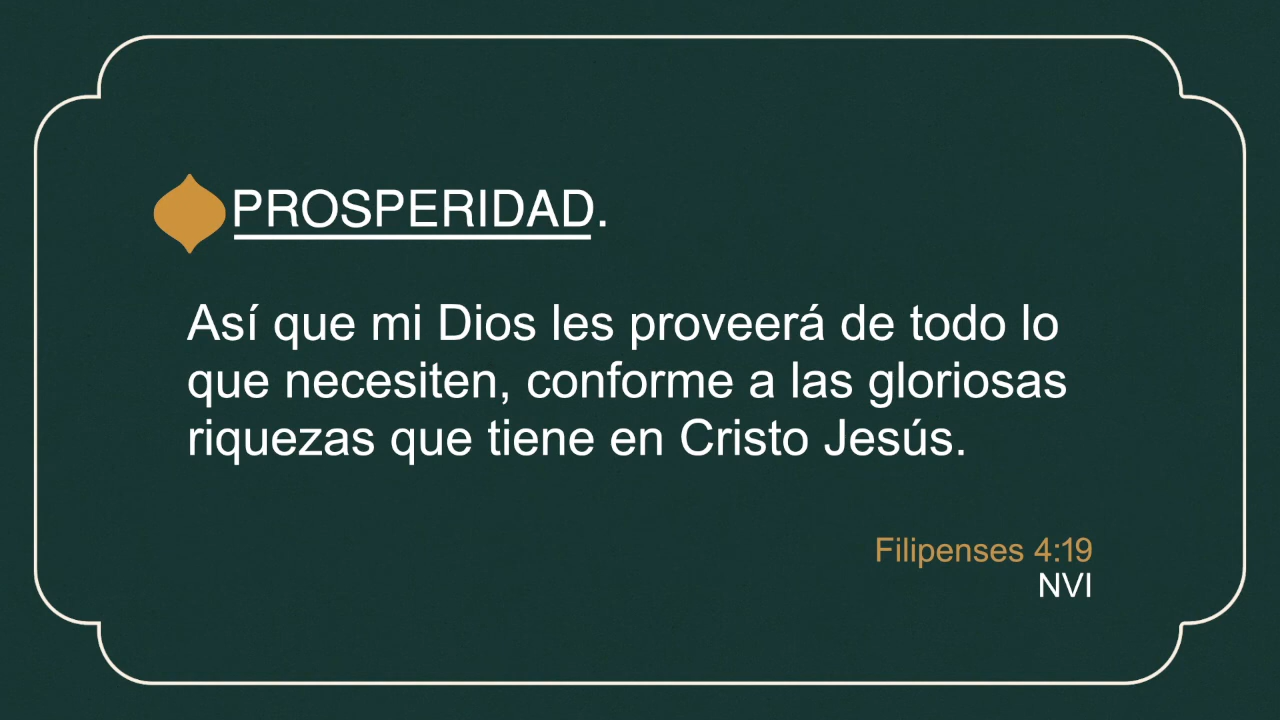 PROSPERIDAD.
Así que mi Dios les proveerá de todo lo
que necesiten, conforme a las gloriosas
riquezas que tiene en Cristo Jesús.
Filipenses 4:19
NVI